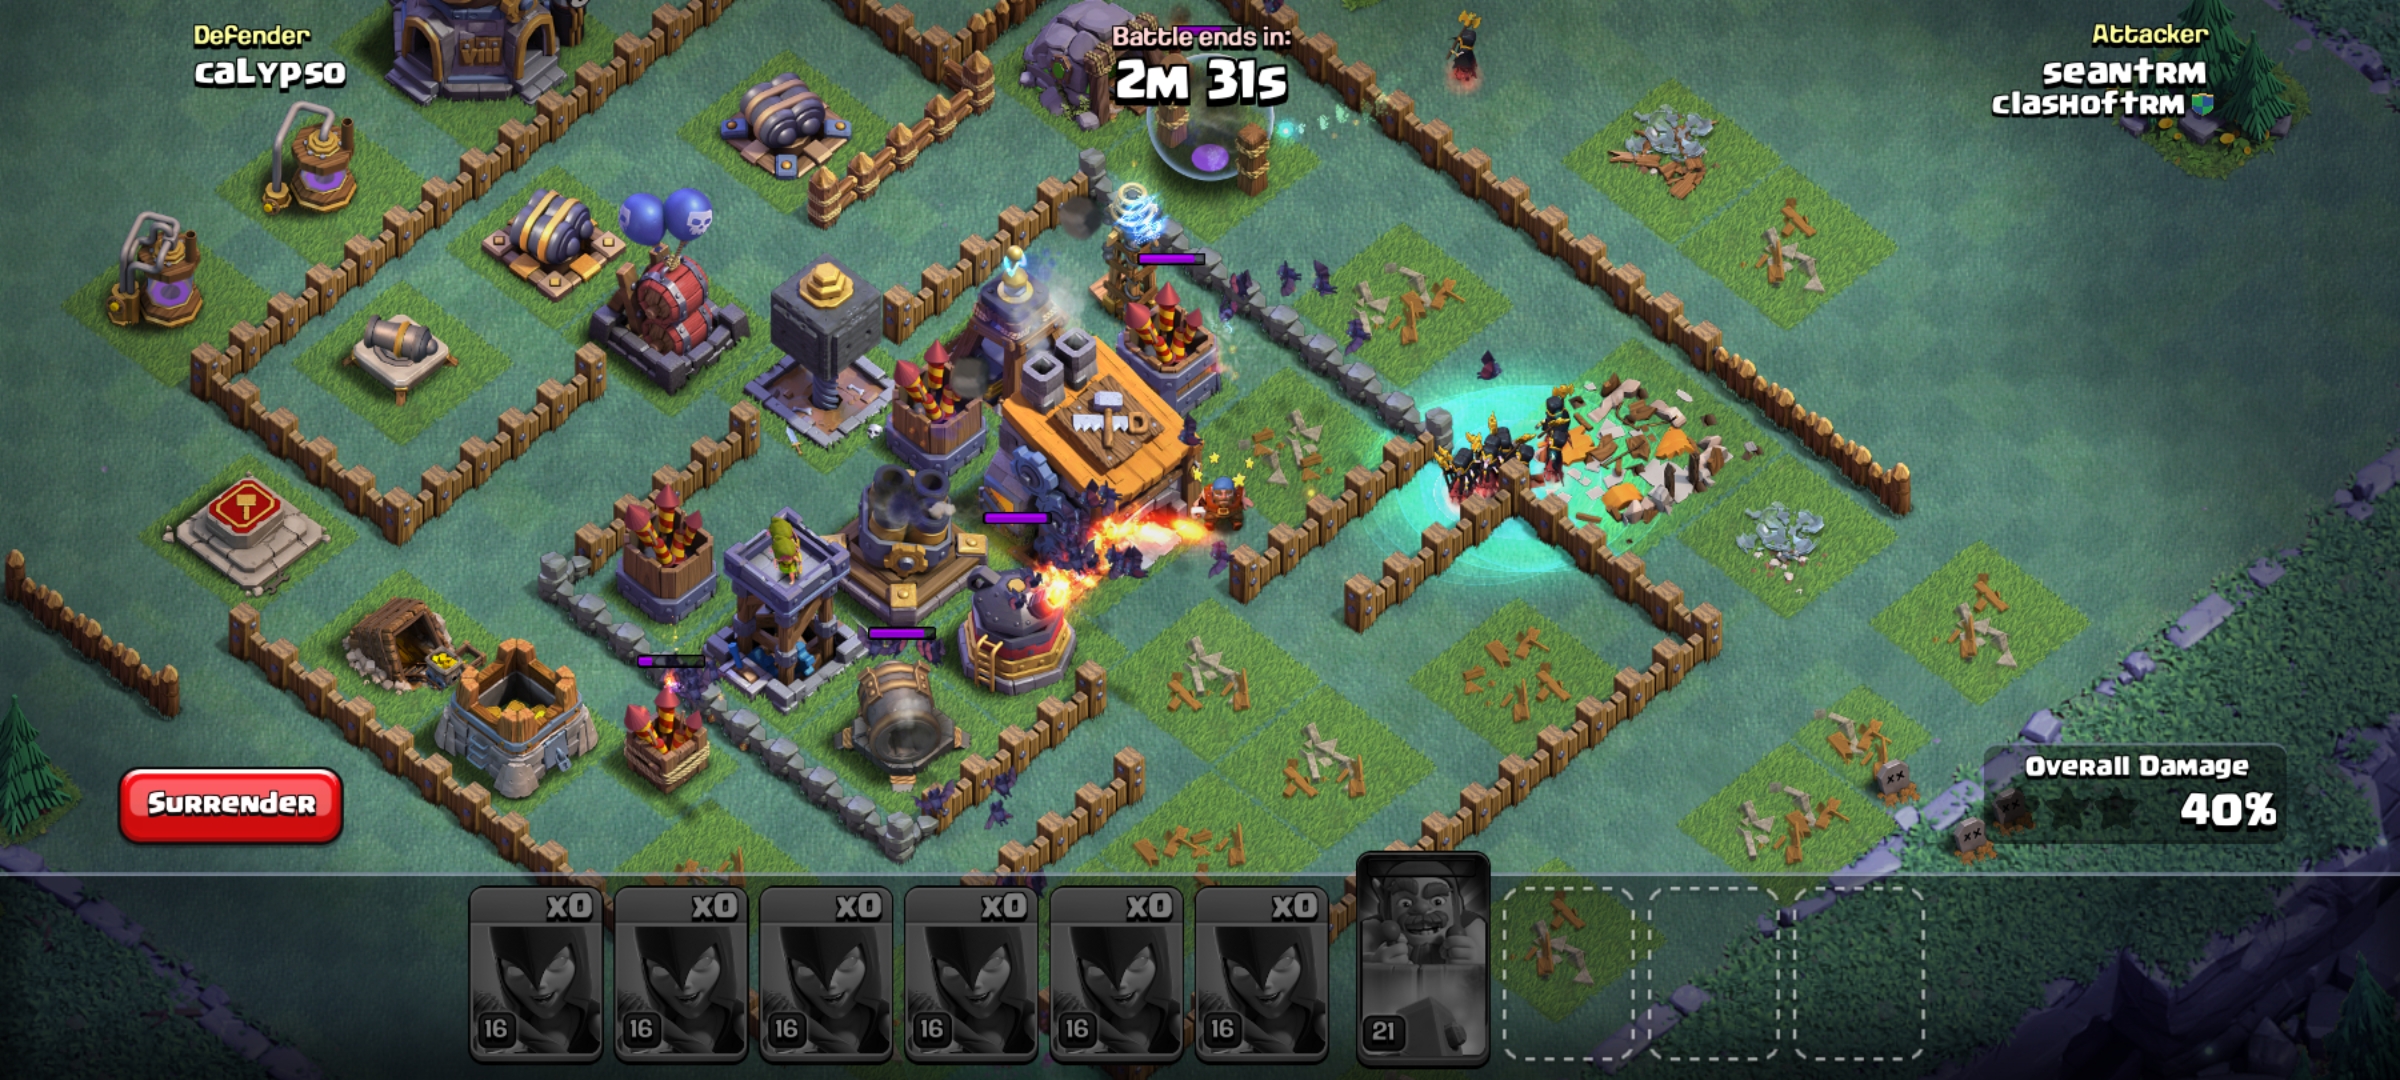 Defender
caLypso
Battle ends in:
2M 31s
Attacker
seantRM
clashoftRM
VIII
Surrender
Overall Damage
40%
x0
x0
x0
x0
x0
x0
16
16
16
16
16
16
21